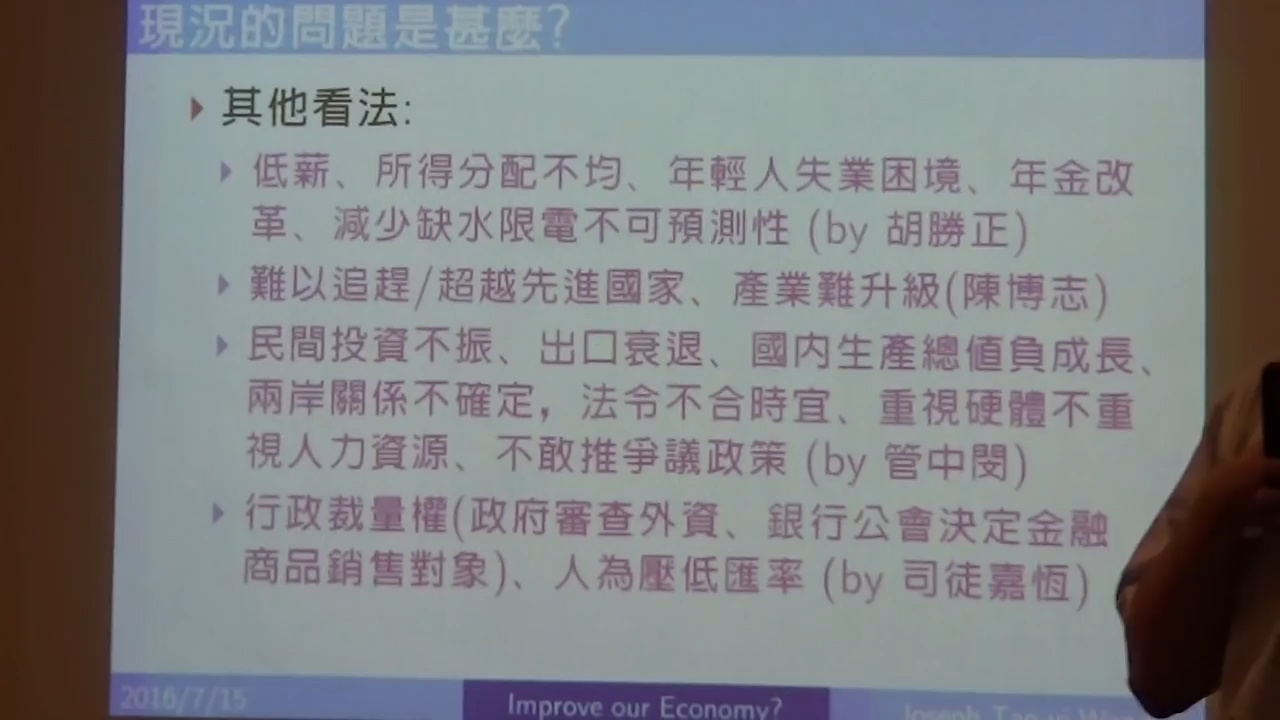 現況的問題是甚麼?
其他看法:
低薪、所得分配不均、年輕人失業困境、年金改
革、減少缺水限電不可預測性 (by 胡勝正)
難以追趕/超越先進國家、產業難升級(陳博志)
民間投資不振、出口衰退、國內生產總值負成長、
兩岸關係不確定，法令不合時宜、重視硬體不重
視人力資源、不敢推爭議政策 (by 管中閔)
行政裁量權(政府審查外資、銀行公會決定金融
商品銷售對象)、人為壓低匯率 (by 司徒嘉恆)
2016/7/15
Improve our Economy?
Joseph Tao-yi